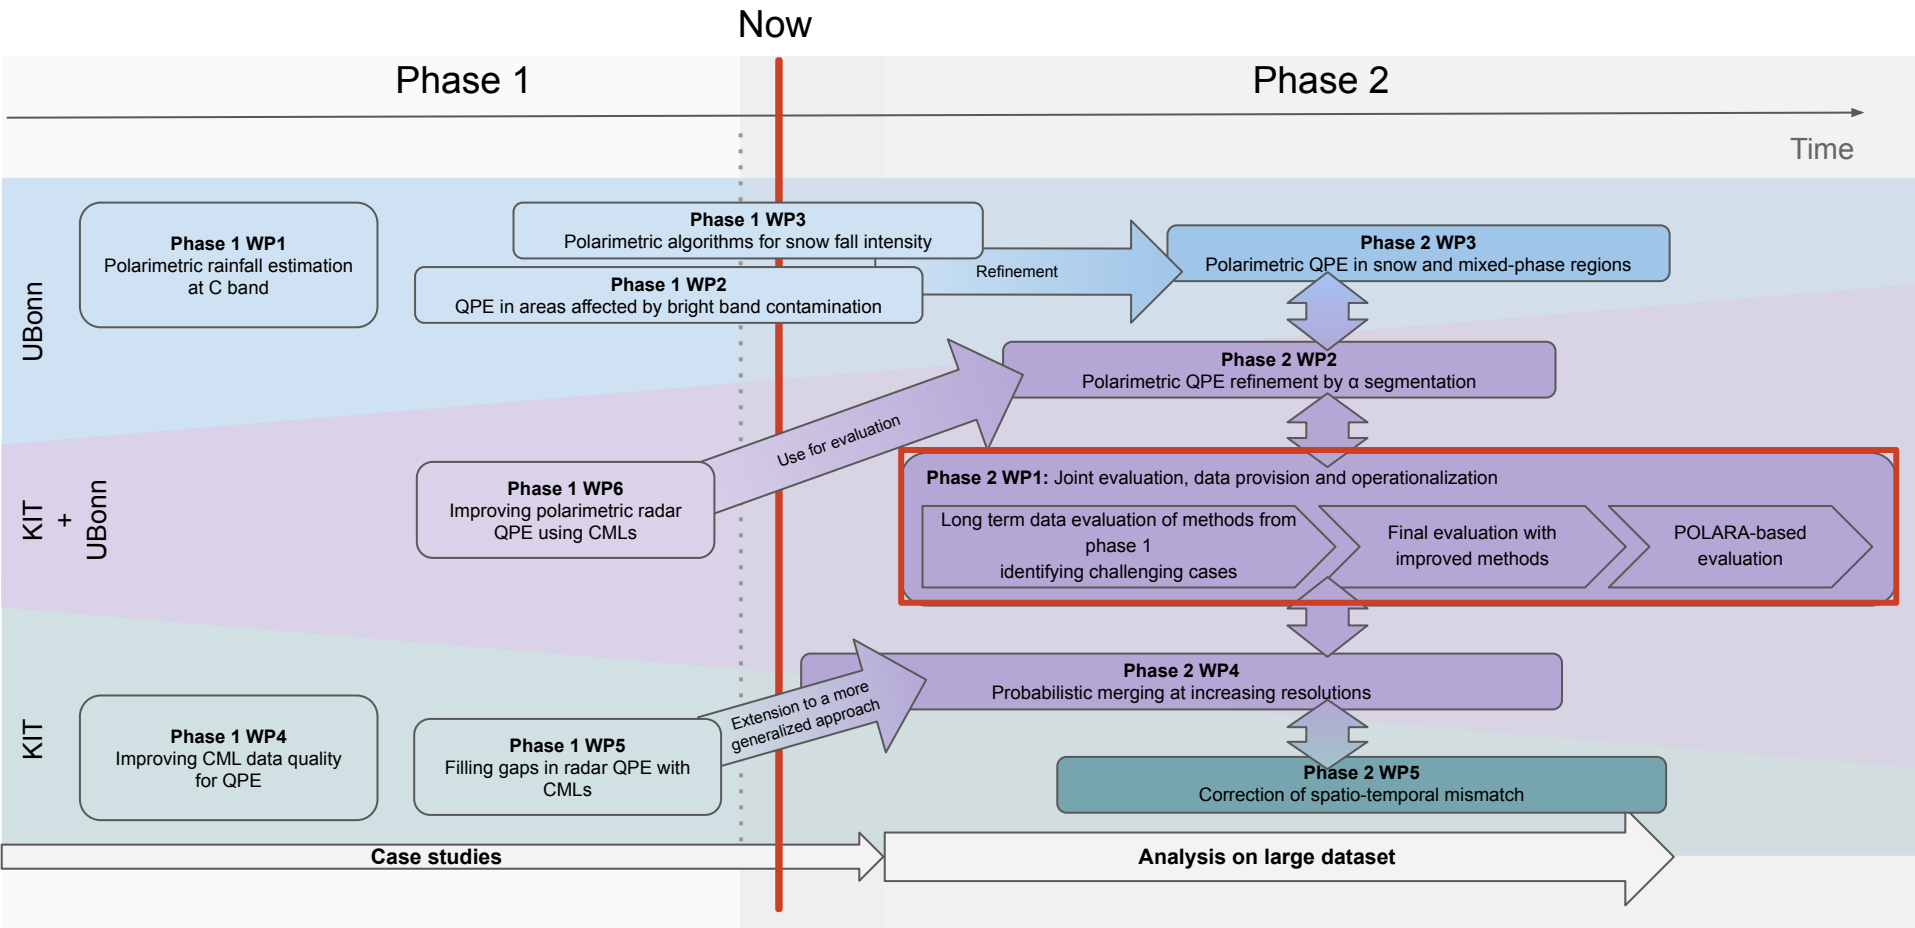 Now
Phase 1
Phase 2
Time
UBonn
Phase 1 WP1
Polarimetric rainfall estimation
at C band
Phase 1 WP3
Polarimetric algorithms for snow fall intensity
Phase 1 WP2
QPE in areas affected by bright band contamination
Refinement
Phase 2 WP3
Polarimetric QPE in snow and mixed-phase regions
Phase 2 WP2
Polarimetric QPE refinement by α segmentation
Use for evaluation
KIT
+
UBonn
Phase 1 WP6
Improving polarimetric radar
QPE using CMLs
Phase 2 WP1: Joint evaluation, data provision and operationalization
Long term data evaluation of methods from
phase 1
identifying challenging cases
Final evaluation with
improved methods
POLARA-based
evaluation
KIT
Phase 1 WP4
Improving CML data quality
for QPE
Phase 1 WP5
Filling gaps in radar QPE with
CMLs
Extension to a more
generalized approach
Phase 2 WP4
Probabilistic merging at increasing resolutions
Phase 2 WP5
Correction of spatio-temporal mismatch
Case studies
Analysis on large dataset